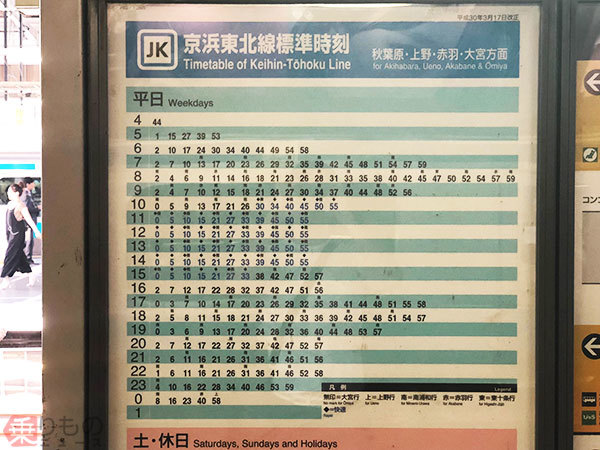 平成30年3月17日改正
JK 京浜東北線標準時刻
Timetable of Keihin-Tōhoku Line
秋葉原・上野・赤羽・大宮方面
for Akihabara, Ueno, Akabane & Ōmiya
平日 Weekdays
4 44
5 1 15 27 39 53
6 2 10 17 24 30 34 40 44 49 54 58
7 2 7 10 13 17 20 23 26 29 32 35 39 42 45 48 51 54 57 59
8 2 4 6 9 11 14 16 18 21 23 26 28 31 33 35 38 40 42 45 47 50 52 54 57 59
9 2 4 7 10 12 15 18 21 24 27 30 34 37 40 44 48 52 56
10 0 5 9 13 17 21 26 30 34 40 45 50 55
11 0 5 10 15 21 27 33 39 45 50 55
12 0 5 10 15 21 27 33 39 45 50 55
13 0 5 10 15 21 27 33 39 45 50 55
14 0 5 10 15 21 27 33 39 45 50 55
15 0 5 10 15 21 27 33 38 42 47 52 57
16 2 7 12 17 22 27 32 37 42 47 51 56
17 0 3 7 10 14 17 20 23 26 29 32 35 38 41 44 48 51 55 58
18 2 5 8 11 15 18 21 24 27 30 33 36 39 42 45 48 51 54 57
19 0 3 6 10 13 17 20 24 28 32 36 40 44 48 53 57
20 2 7 12 17 22 27 32 37 42 47 52 57
21 2 6 11 16 21 26 31 36 41 46 51 56
22 1 6 11 16 21 26 31 36 41 46 52 58
23 4 10 16 22 28 34 40 46 53 59
0 8 16 23 40 58
1
凡例 Legend
無印=大宮行 上=上野行 南=南浦和行 赤=赤羽行 東=東十条行
no mark for Ōmiya for Ueno for Minami-Urawa for Akabane for Higashi-Jūjō
◆=快速
Rapid
土・休日 Saturdays, Sundays and Holidays
乗りもの
ニュース